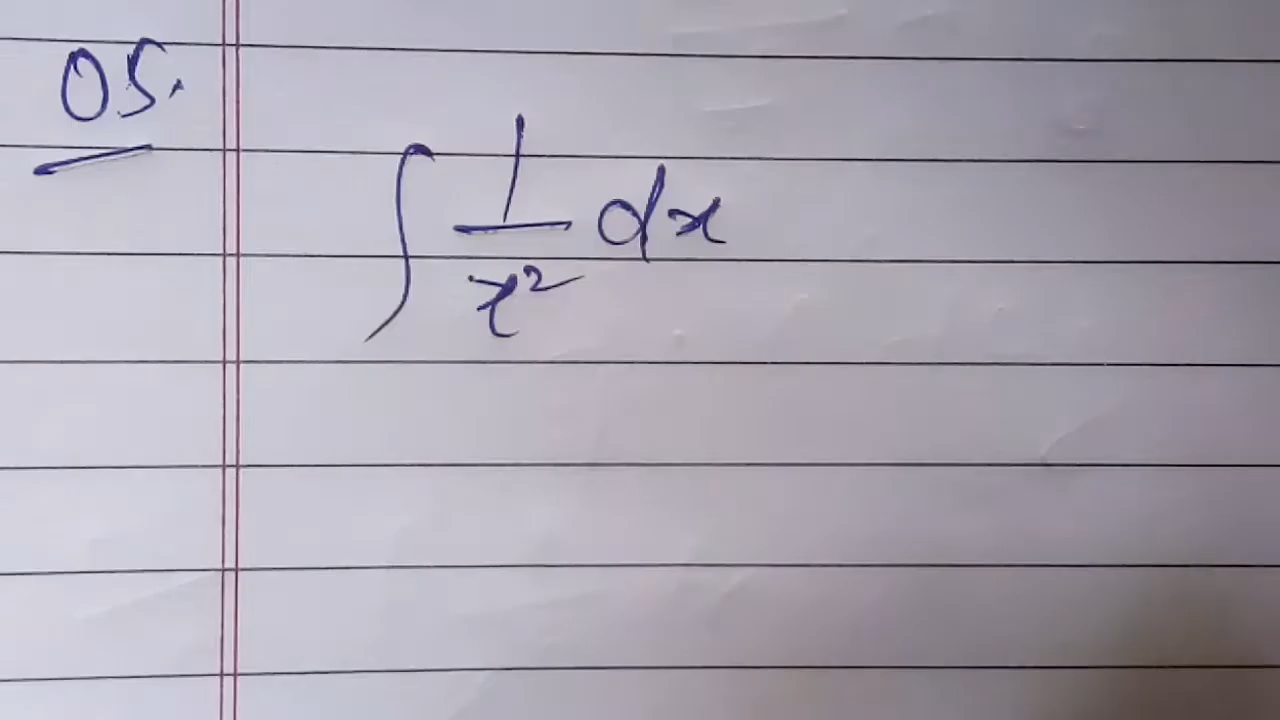 05.
∫ 1/x² dx